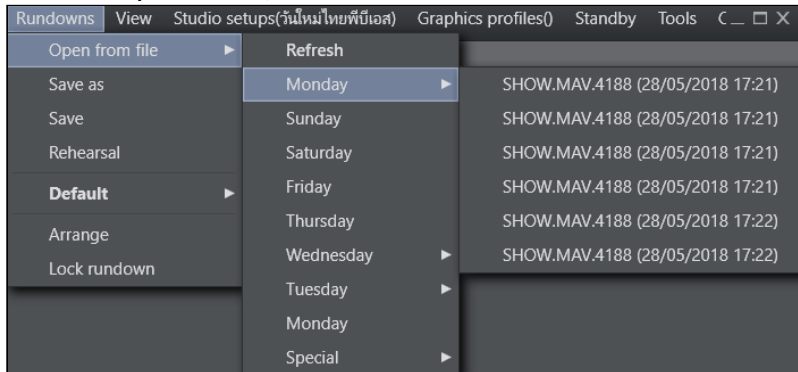 Rundowns View Studio setups(วันใหม่ไทยพีบีเอส) Graphics profiles() Standby Tools
Open from file
Save as
Save
Rehearsal
Default
Arrange
Lock rundown
Refresh
Monday
Sunday
Saturday
Friday
Thursday
Wednesday
Tuesday
Monday
Special
SHOW.MAV.4188 (28/05/2018 17:21)
SHOW.MAV.4188 (28/05/2018 17:21)
SHOW.MAV.4188 (28/05/2018 17:21)
SHOW.MAV.4188 (28/05/2018 17:21)
SHOW.MAV.4188 (28/05/2018 17:22)
SHOW.MAV.4188 (28/05/2018 17:22)